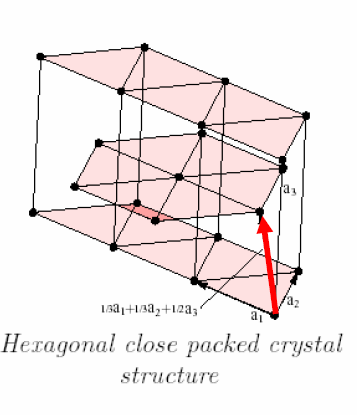 a3
1/3a1+1/3a2+1/2a3
a2
a1
Hexagonal close packed crystal
structure